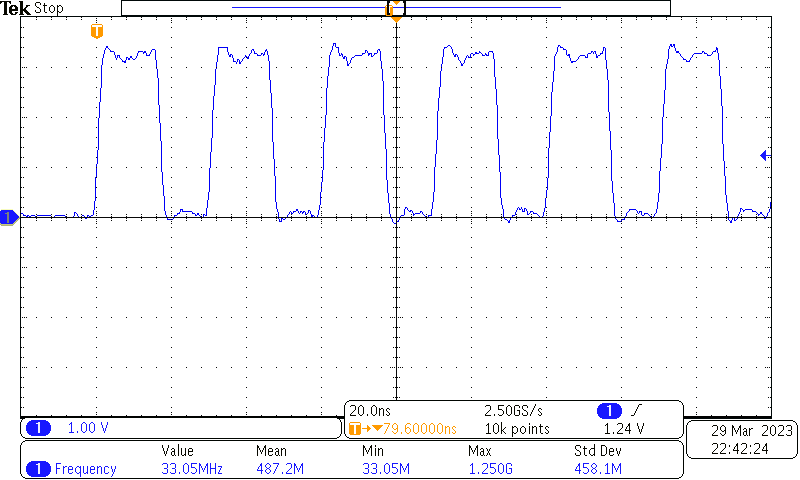 Tek Stop
T
1
20.0ns 2.50GS/s 1
T 79.60000ns 10k points 1.24 V
1 1.00 V
29 Mar 2023
22:42:24
Value Mean Min Max Std Dev
1 Frequency 33.05MHz 487.2M 33.05M 1.250G 458.1M